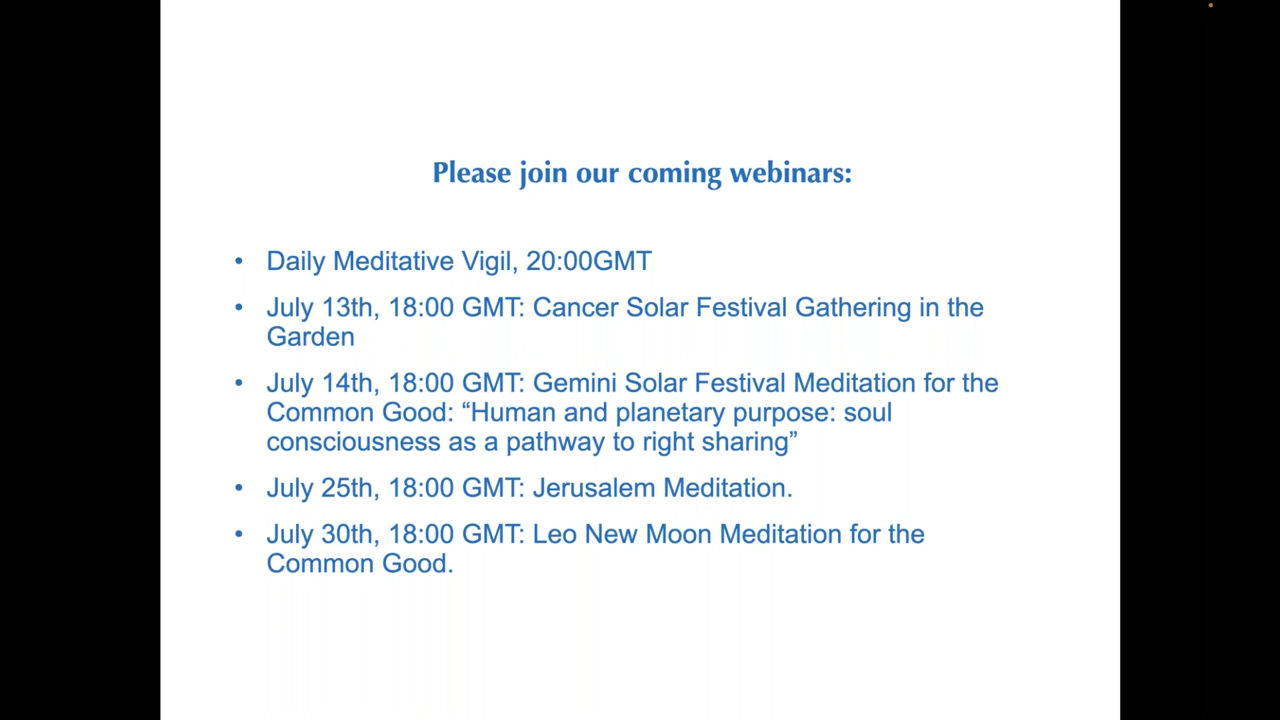 Please join our coming webinars:
• Daily Meditative Vigil, 20:00GMT
• July 13th, 18:00 GMT: Cancer Solar Festival Gathering in the
Garden
• July 14th, 18:00 GMT: Gemini Solar Festival Meditation for the
Common Good: “Human and planetary purpose: soul
consciousness as a pathway to right sharing”
• July 25th, 18:00 GMT: Jerusalem Meditation.
• July 30th, 18:00 GMT: Leo New Moon Meditation for the
Common Good.